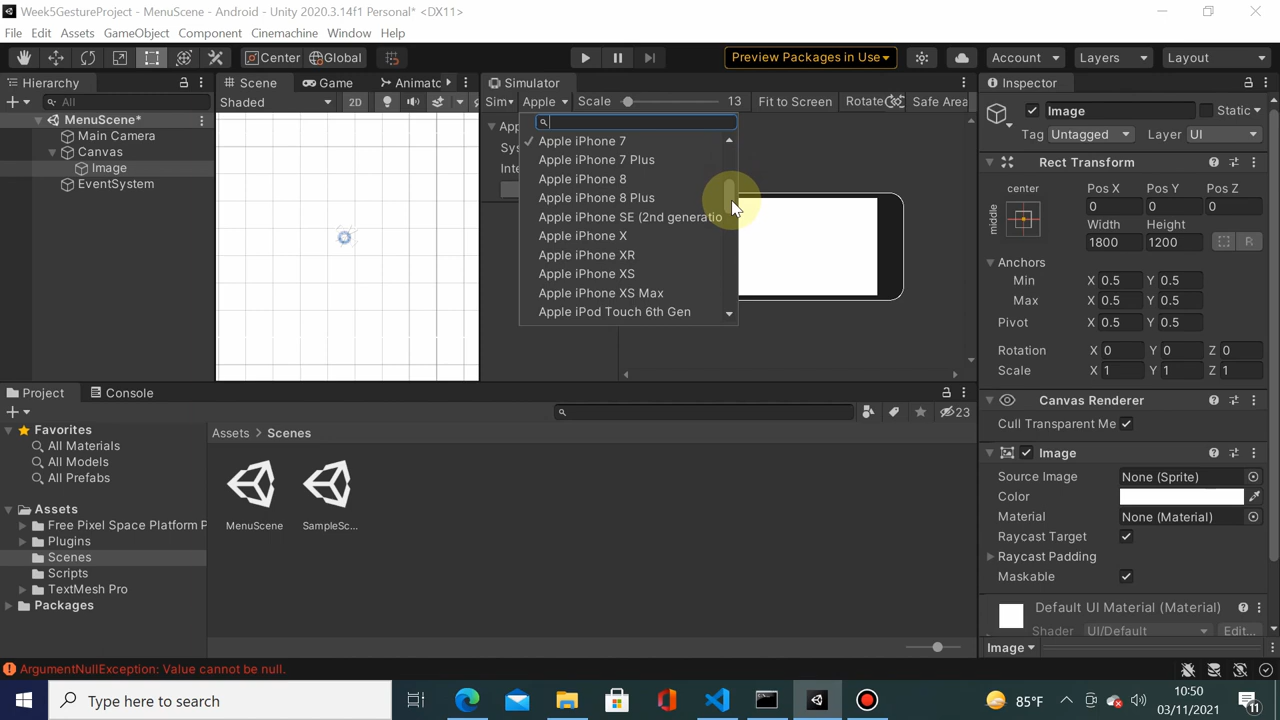 Week5GestureProject - MenuScene - Android - Unity 2020.3.14f1 Personal* <DX11>
File Edit Assets GameObject Component Cinemachine Window Help
Center Global Preview Packages in Use Account Layers Layout
Hierarchy
All
MenuScene*
Main Camera
Canvas
Image
EventSystem
Scene Game Animato
Shaded 2D
Simulator
Sim Apple Scale 13 Fit to Screen Rotate Safe Area
App
Sys
Inte
Apple iPhone 7
Apple iPhone 7 Plus
Apple iPhone 8
Apple iPhone 8 Plus
Apple iPhone SE (2nd generatio
Apple iPhone X
Apple iPhone XR
Apple iPhone XS
Apple iPhone XS Max
Apple iPod Touch 6th Gen
Inspector
Image Static
Tag Untagged Layer UI
Rect Transform
center Pos X Pos Y Pos Z
middle 0 0 0
Width Height
1800 1200 R
Anchors
Min X 0.5 Y 0.5
Max X 0.5 Y 0.5
Pivot X 0.5 Y 0.5
Rotation X 0 Y 0 Z 0
Scale X 1 Y 1 Z 1
Canvas Renderer
Cull Transparent Me
Image
Source Image None (Sprite)
Color
Material None (Material)
Raycast Target
Raycast Padding
Maskable
Default UI Material (Material)
Shader UI/Default Edit...
Image
Project Console
23
Favorites
All Materials
All Models
All Prefabs
Assets
Free Pixel Space Platform P
Plugins
Scenes
Scripts
TextMesh Pro
Packages
Assets > Scenes
MenuScene SampleSc...
ArgumentNullException: Value cannot be null.
Type here to search
85°F
10:50
03/11/2021
11